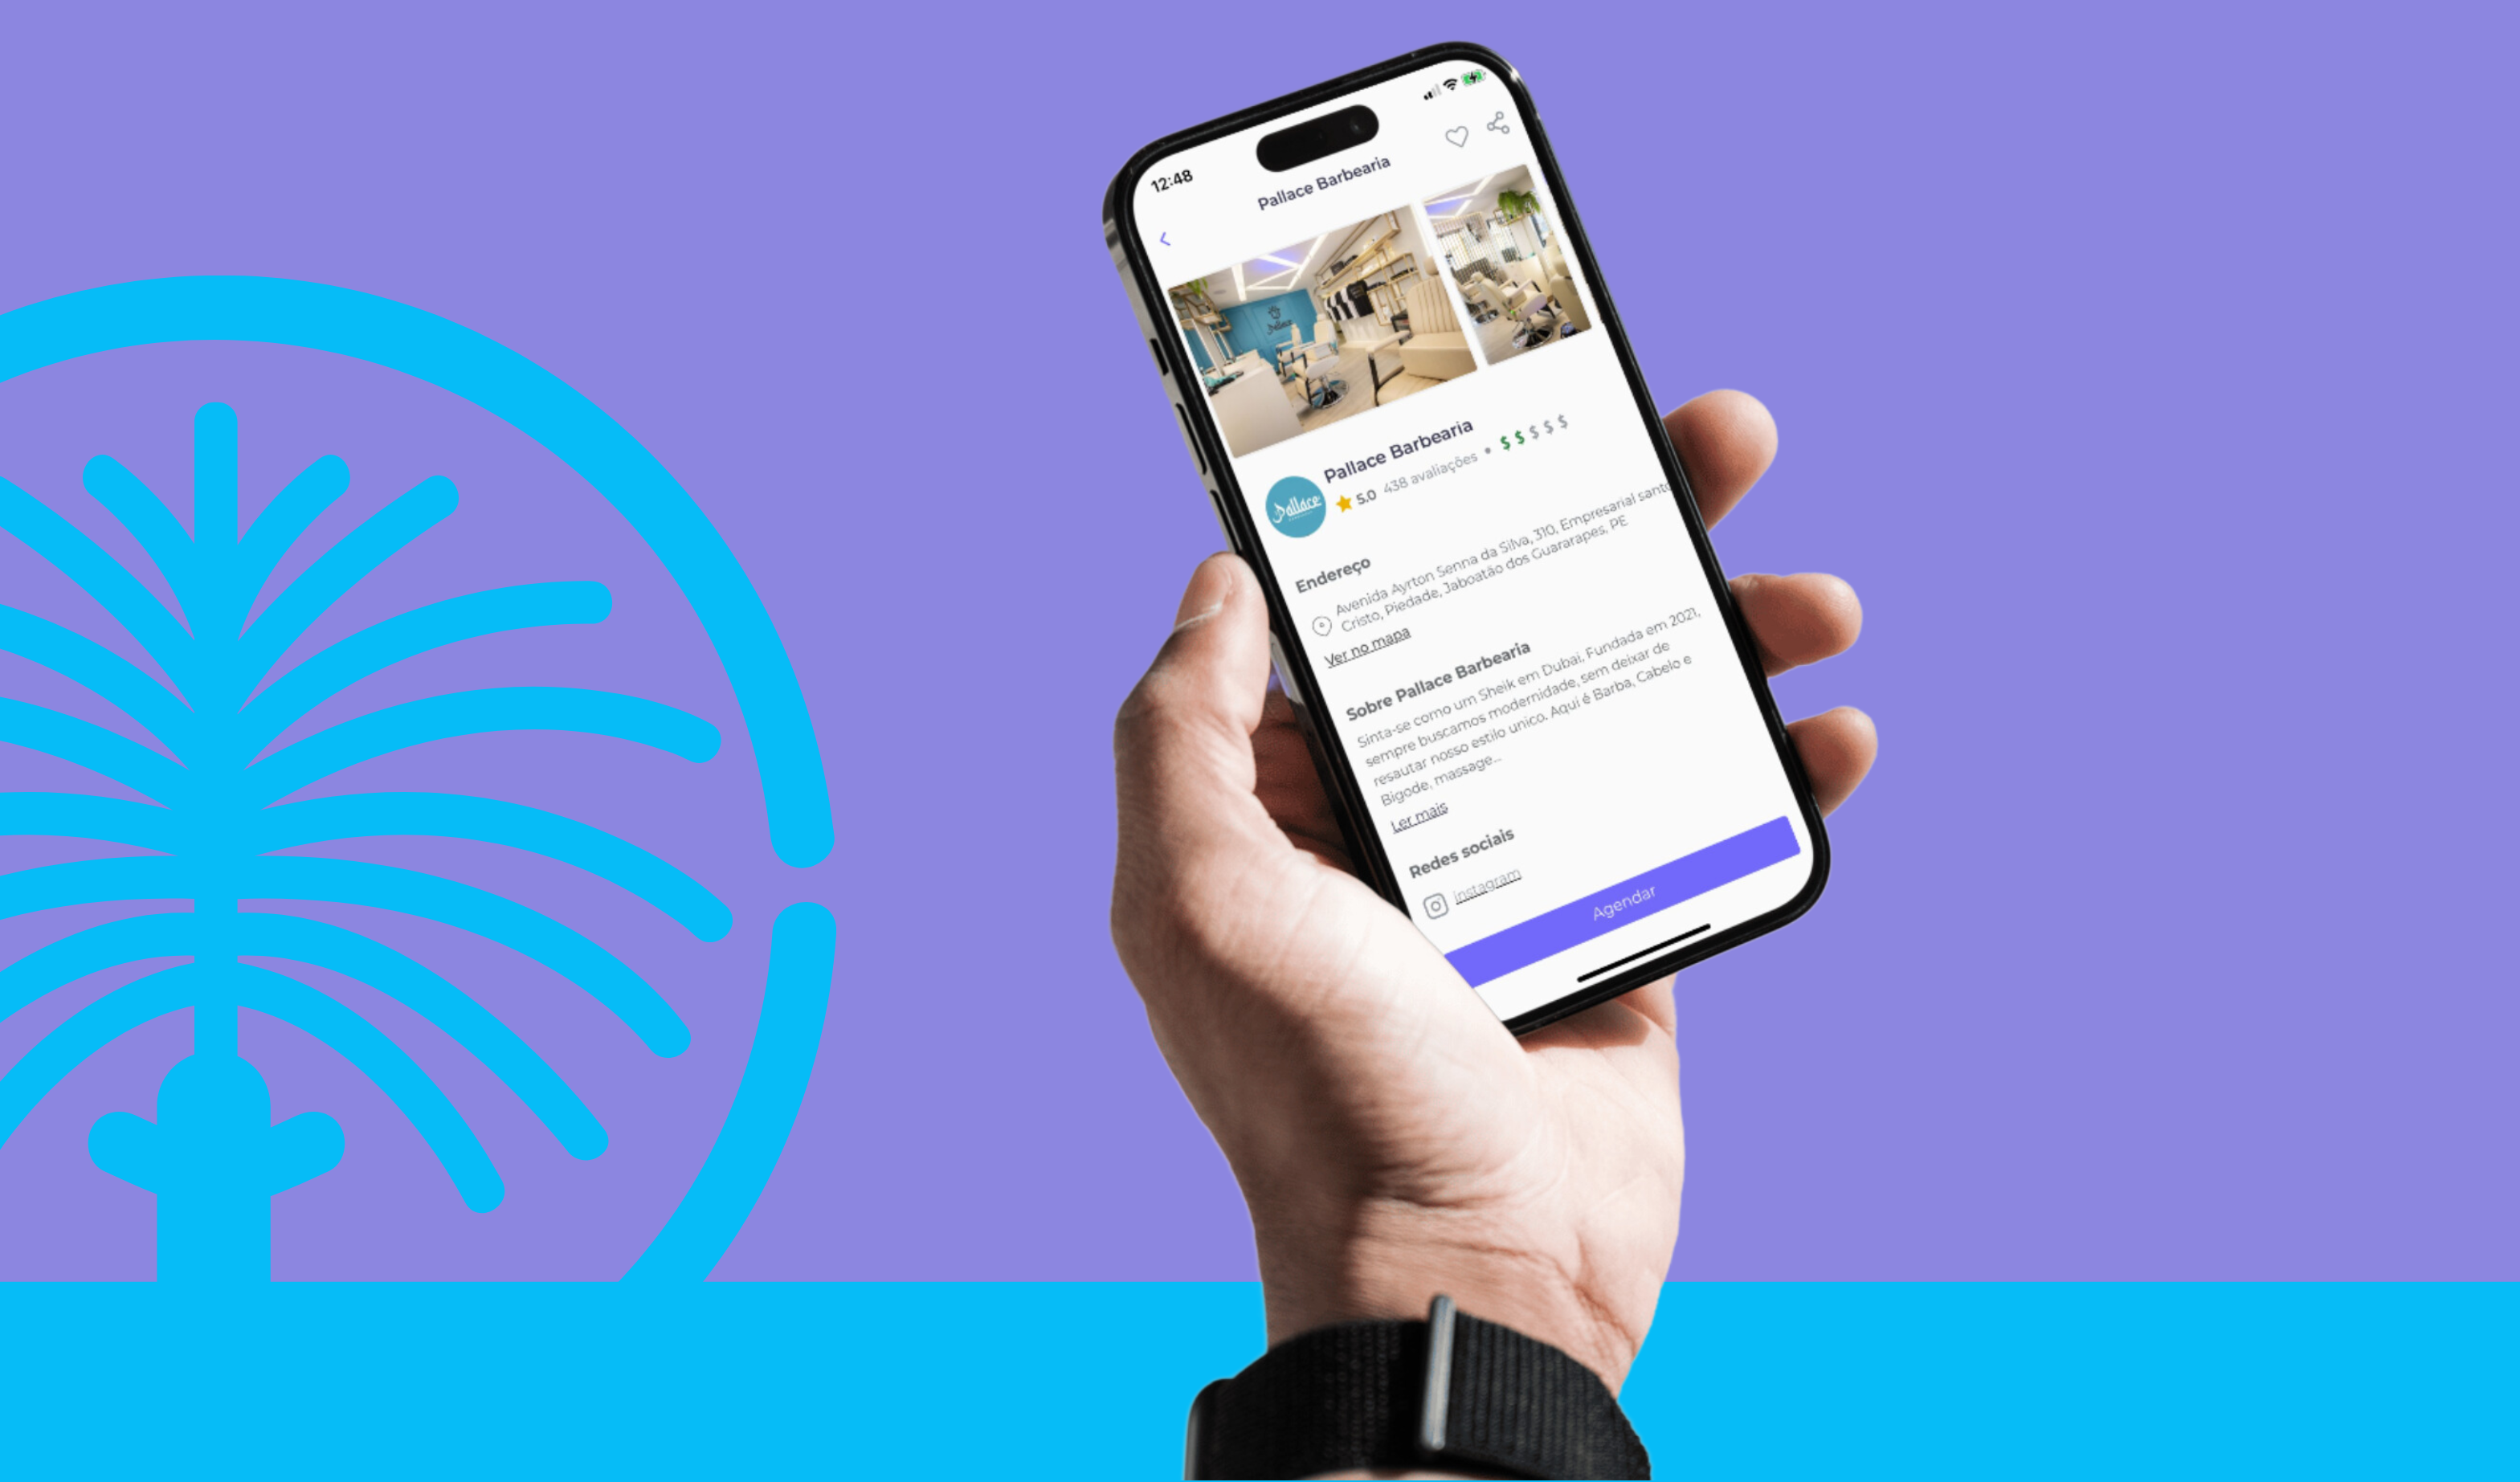 12:48
Pallace Barbearia
Pallace
Pallace Barbearia
Pallace
5.0 438 avaliações • $ $ $ $ $
Endereço
Avenida Ayrton Senna da Silva, 310, Empresarial santo
Cristo, Piedade, Jaboatão dos Guararapes, PE
Ver no mapa
Sobre Pallace Barbearia
Sinta-se como um Sheik em Dubai, Fundada em 2021,
sempre buscamos modernidade, sem deixar de
resautar nosso estilo unico. Aqui é Barba, Cabelo e
Bigode, massage...
Ler mais
Redes sociais
instagram
Agendar